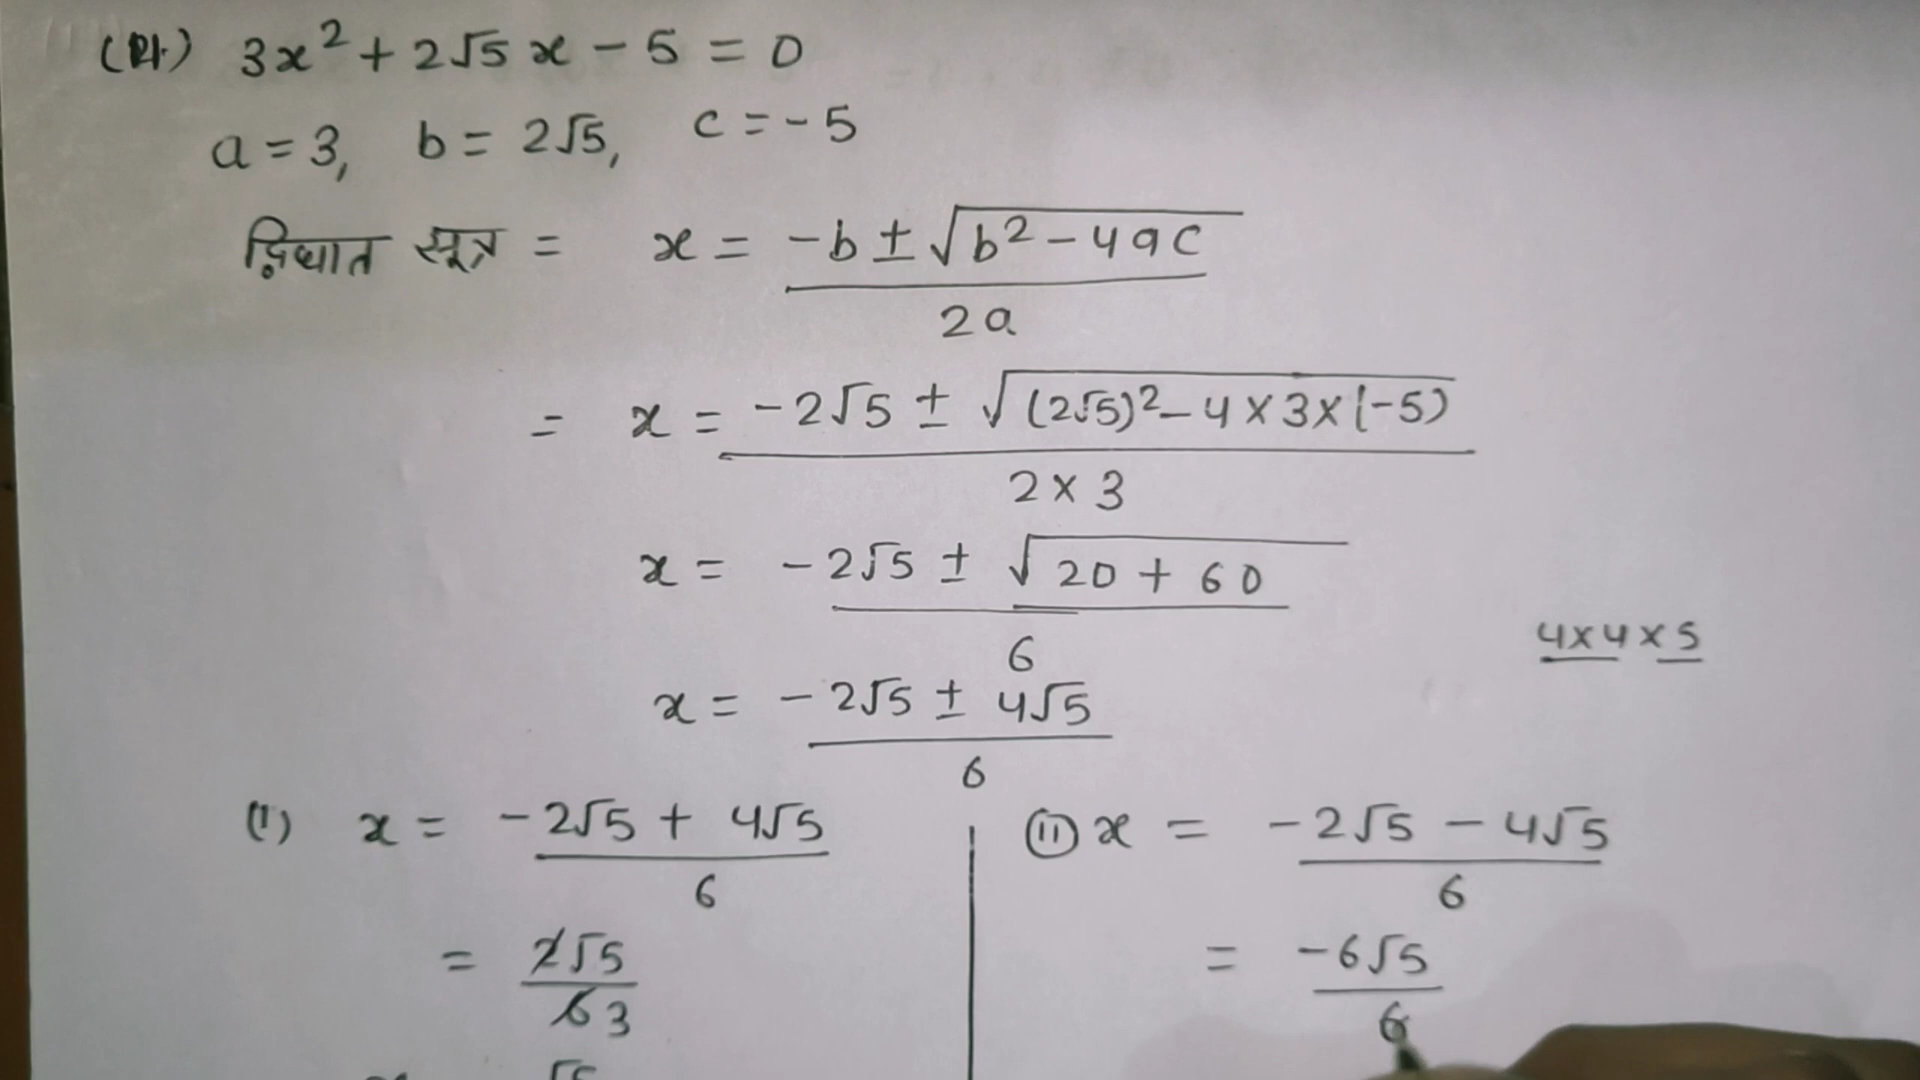 3x² + 2√5 x - 5 = 0
a = 3, b = 2√5, c = - 5
सूत्र = x = -b ± √b² - 4ac
2a
= x = -2√5 ± √(2√5)² - 4 × 3 × (-5)
2 × 3
x = -2√5 ± √20 + 60
6
4×4×5
x = -2√5 ± 4√5
6
(i) x = -2√5 + 4√5
6
= 2√5
6 3
(ii) x = -2√5 - 4√5
6
= -6√5
6